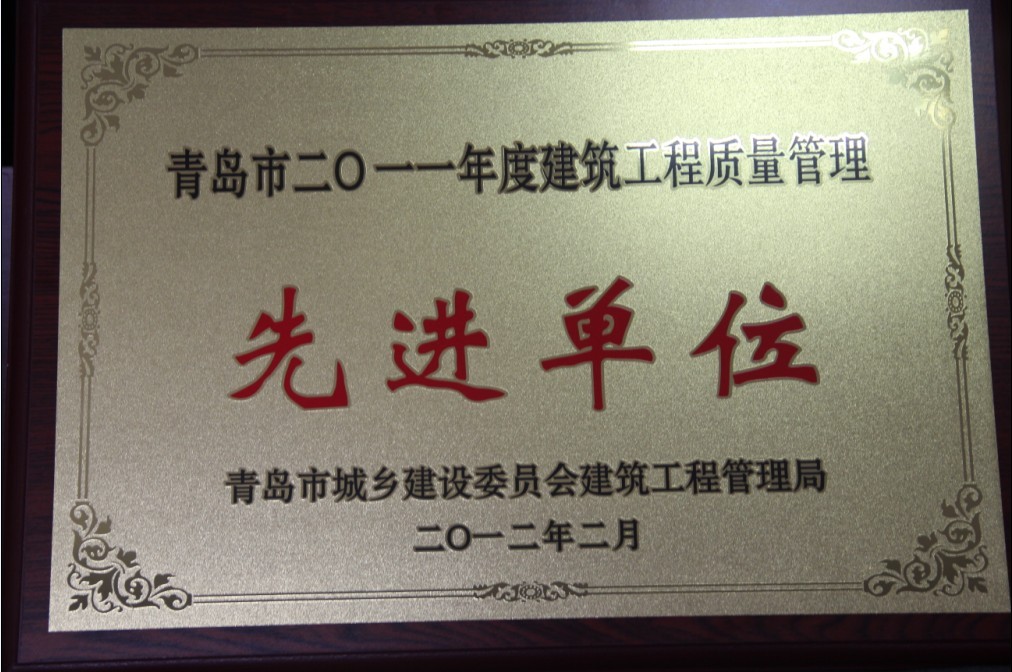 青岛市二〇一一年度建筑工程质量管理
先进单位
青岛市城乡建设委员会建筑工程管理局
二〇一二年二月